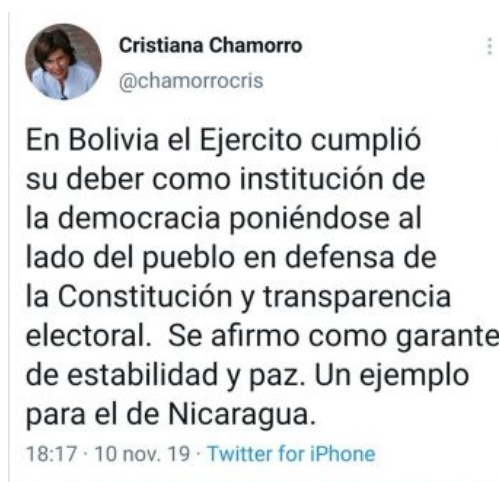 Cristiana Chamorro
@chamorrocris
En Bolivia el Ejercito cumplió
su deber como institución de
la democracia poniéndose al
lado del pueblo en defensa de
la Constitución y transparencia
electoral. Se afirmo como garante
de estabilidad y paz. Un ejemplo
para el de Nicaragua.
18:17 · 10 nov. 19 · Twitter for iPhone